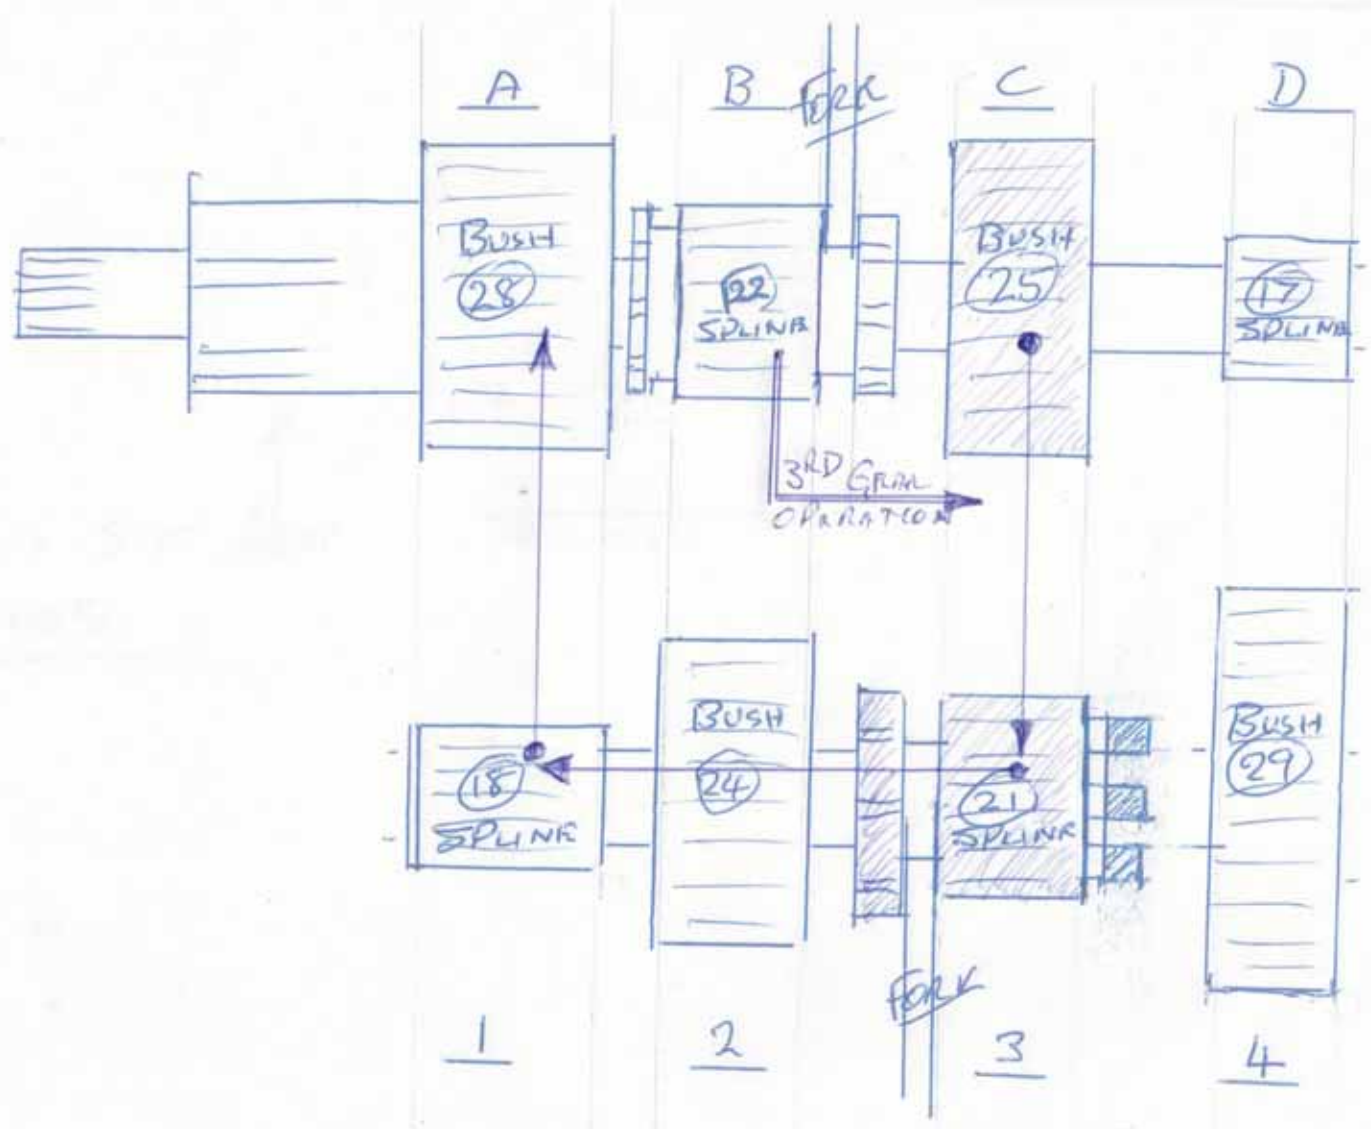 A B C D
FORK
BUSH
28
22
SPLINE
BUSH
25
17
SPLINE
3RD GEAR
OPERATION
18
SPLINE
BUSH
24
21
SPLINE
BUSH
29
FORK
1 2 3 4